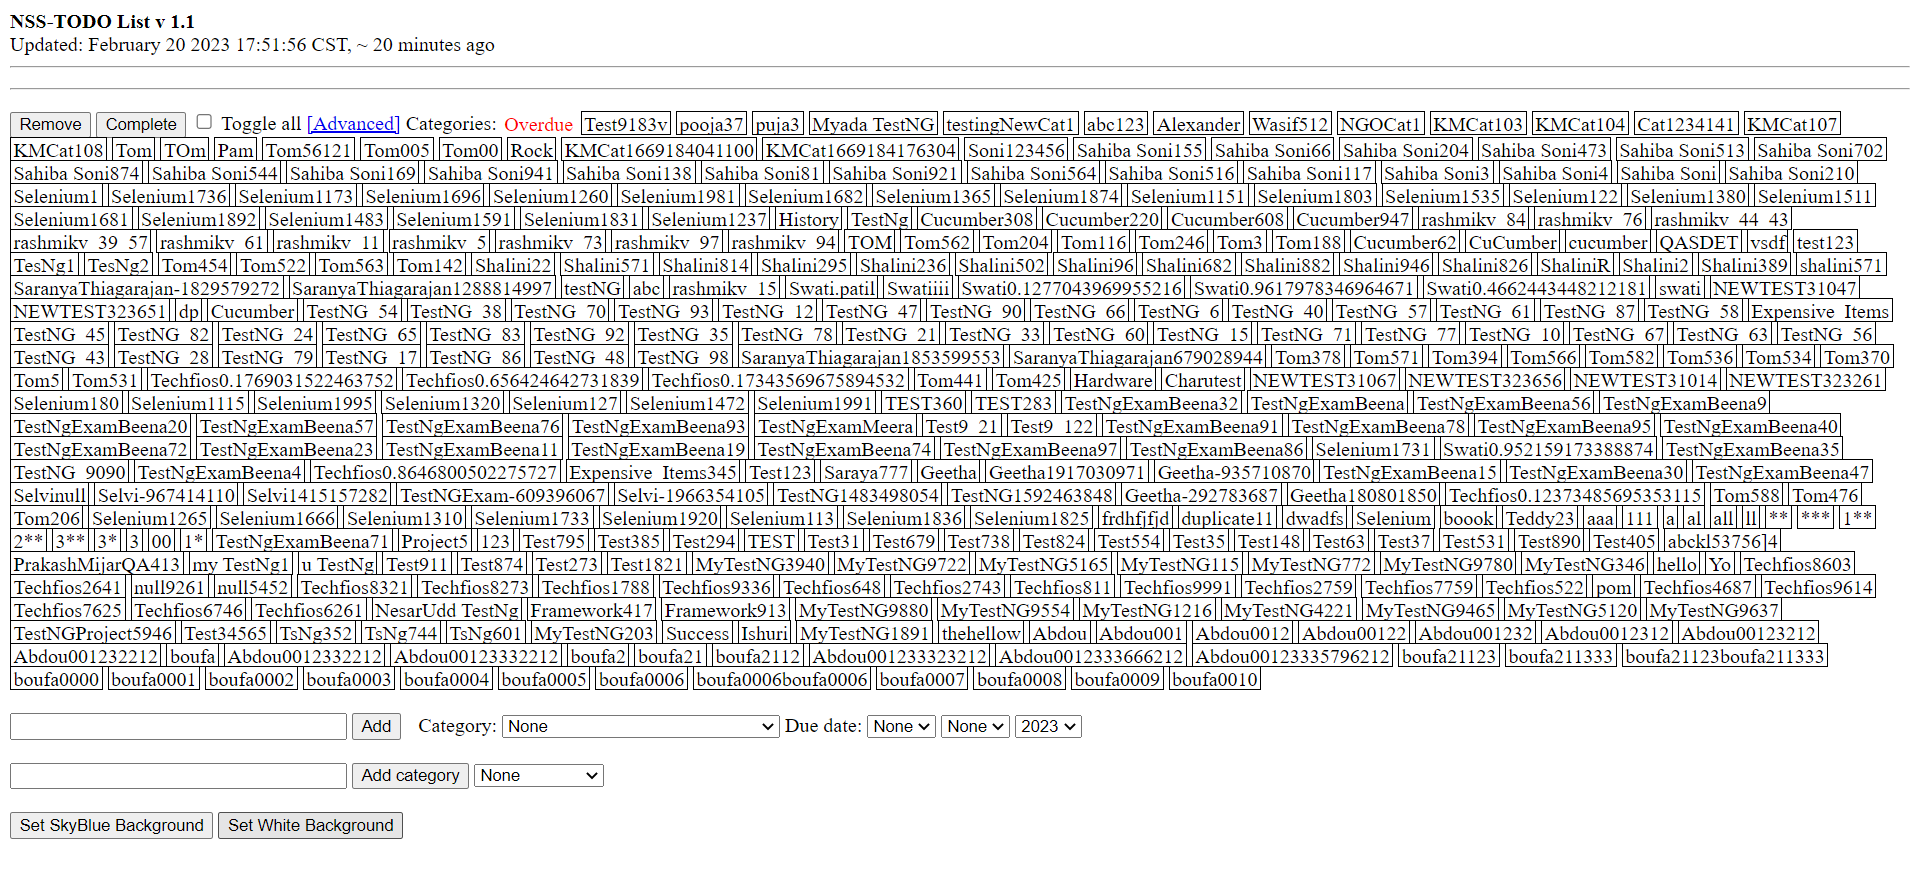 NSS-TODO List v 1.1
Updated: February 20 2023 17:51:56 CST, ~ 20 minutes ago
Remove Complete Toggle all [Advanced] Categories: Overdue Test9183v pooja37 puja3 Myada TestNG testingNewCat1 abc123 Alexander Wasif512 NGOCat1 KMCat103 KMCat104 Cat1234141 KMCat107
KMCat108 Tom TOm Pam Tom56121 Tom005 Tom00 Rock KMCat1669184041100 KMCat1669184176304 Soni123456 Sahiba Soni155 Sahiba Soni66 Sahiba Soni204 Sahiba Soni473 Sahiba Soni513 Sahiba Soni702
Sahiba Soni874 Sahiba Soni544 Sahiba Soni169 Sahiba Soni941 Sahiba Soni138 Sahiba Soni81 Sahiba Soni921 Sahiba Soni564 Sahiba Soni516 Sahiba Soni117 Sahiba Soni3 Sahiba Soni4 Sahiba Soni Sahiba Soni210
Selenium1 Selenium1736 Selenium1173 Selenium1696 Selenium1260 Selenium1981 Selenium1682 Selenium1365 Selenium1874 Selenium1151 Selenium1803 Selenium1535 Selenium122 Selenium1380 Selenium1511
Selenium1681 Selenium1892 Selenium1483 Selenium1591 Selenium1831 Selenium1237 History TestNg Cucumber308 Cucumber220 Cucumber608 Cucumber947 rashmikv_84 rashmikv_76 rashmikv_44_43
rashmikv_39_57 rashmikv_61 rashmikv_11 rashmikv_5 rashmikv_73 rashmikv_97 rashmikv_94 TOM Tom562 Tom204 Tom116 Tom246 Tom3 Tom188 Cucumber62 CuCumber cucumber QASDET vsdf test123
TesNg1 TesNg2 Tom454 Tom522 Tom563 Tom142 Shalini22 Shalini571 Shalini814 Shalini295 Shalini236 Shalini502 Shalini96 Shalini682 Shalini882 Shalini946 Shalini826 ShaliniR Shalini2 Shalini389 shalini571
SaranyaThiagarajan-1829579272 SaranyaThiagarajan1288814997 testNG abc rashmikv_15 Swati.patil Swatiiii Swati0.1277043969955216 Swati0.9617978346964671 Swati0.4662443448212181 swati NEWTEST31047
NEWTEST323651 dp Cucumber TestNG_54 TestNG_38 TestNG_70 TestNG_93 TestNG_12 TestNG_47 TestNG_90 TestNG_66 TestNG_6 TestNG_40 TestNG_57 TestNG_61 TestNG_87 TestNG_58 Expensive_Items
TestNG_45 TestNG_82 TestNG_24 TestNG_65 TestNG_83 TestNG_92 TestNG_35 TestNG_78 TestNG_21 TestNG_33 TestNG_60 TestNG_15 TestNG_71 TestNG_77 TestNG_10 TestNG_67 TestNG_63 TestNG_56
TestNG_43 TestNG_28 TestNG_79 TestNG_17 TestNG_86 TestNG_48 TestNG_98 SaranyaThiagarajan1853599553 SaranyaThiagarajan679028944 Tom378 Tom571 Tom394 Tom566 Tom582 Tom536 Tom534 Tom370
Tom5 Tom531 Techfios0.1769031522463752 Techfios0.656424642731839 Techfios0.17343569675894532 Tom441 Tom425 Hardware Charutest NEWTEST31067 NEWTEST323656 NEWTEST31014 NEWTEST323261
Selenium180 Selenium1115 Selenium1995 Selenium1320 Selenium127 Selenium1472 Selenium1991 TEST360 TEST283 TestNgExamBeena32 TestNgExamBeena TestNgExamBeena56 TestNgExamBeena9
TestNgExamBeena20 TestNgExamBeena57 TestNgExamBeena76 TestNgExamBeena93 TestNgExamMeera Test9_21 Test9_122 TestNgExamBeena91 TestNgExamBeena78 TestNgExamBeena95 TestNgExamBeena40
TestNgExamBeena72 TestNgExamBeena23 TestNgExamBeena11 TestNgExamBeena19 TestNgExamBeena74 TestNgExamBeena97 TestNgExamBeena86 Selenium1731 Swati0.952159173388874 TestNgExamBeena35
TestNG_9090 TestNgExamBeena4 Techfios0.8646800502275727 Expensive_Items345 Test123 Saraya777 Geetha Geetha1917030971 Geetha-935710870 TestNgExamBeena15 TestNgExamBeena30 TestNgExamBeena47
Selvinull Selvi-967414110 Selvi1415157282 TestNGExam-609396067 Selvi-1966354105 TestNG1483498054 TestNG1592463848 Geetha-292783687 Geetha180801850 Techfios0.12373485695353115 Tom588 Tom476
Tom206 Selenium1265 Selenium1666 Selenium1310 Selenium1733 Selenium1920 Selenium113 Selenium1836 Selenium1825 frdhfjfjd duplicate11 dwadfs Selenium boook Teddy23 aaa 111 a al all ll ** *** 1**
2** 3** 3* 3 00 1* TestNgExamBeena71 Project5 123 Test795 Test385 Test294 TEST Test31 Test679 Test738 Test824 Test554 Test35 Test148 Test63 Test37 Test531 Test890 Test405 abckl53756]4
PrakashMijarQA413 my TestNg1 u TestNg Test911 Test874 Test273 Test1821 MyTestNG3940 MyTestNG9722 MyTestNG5165 MyTestNG115 MyTestNG772 MyTestNG9780 MyTestNG346 hello Yo Techfios8603
Techfios2641 null9261 null5452 Techfios8321 Techfios8273 Techfios1788 Techfios9336 Techfios648 Techfios2743 Techfios811 Techfios9991 Techfios2759 Techfios7759 Techfios522 pom Techfios4687 Techfios9614
Techfios7625 Techfios6746 Techfios6261 NesarUdd TestNg Framework417 Framework913 MyTestNG9880 MyTestNG9554 MyTestNG1216 MyTestNG4221 MyTestNG9465 MyTestNG5120 MyTestNG9637
TestNGProject5946 Test34565 TsNg352 TsNg744 TsNg601 MyTestNG203 Success Ishuri MyTestNG1891 thehellow Abdou Abdou001 Abdou0012 Abdou00122 Abdou001232 Abdou0012312 Abdou00123212
Abdou001232212 boufa Abdou0012332212 Abdou00123332212 boufa2 boufa21 boufa2112 Abdou001233323212 Abdou0012333666212 Abdou00123335796212 boufa21123 boufa211333 boufa21123boufa211333
boufa0000 boufa0001 boufa0002 boufa0003 boufa0004 boufa0005 boufa0006 boufa0006boufa0006 boufa0007 boufa0008 boufa0009 boufa0010
Add Category: None Due date: None None 2023
Add category None
Set SkyBlue Background Set White Background